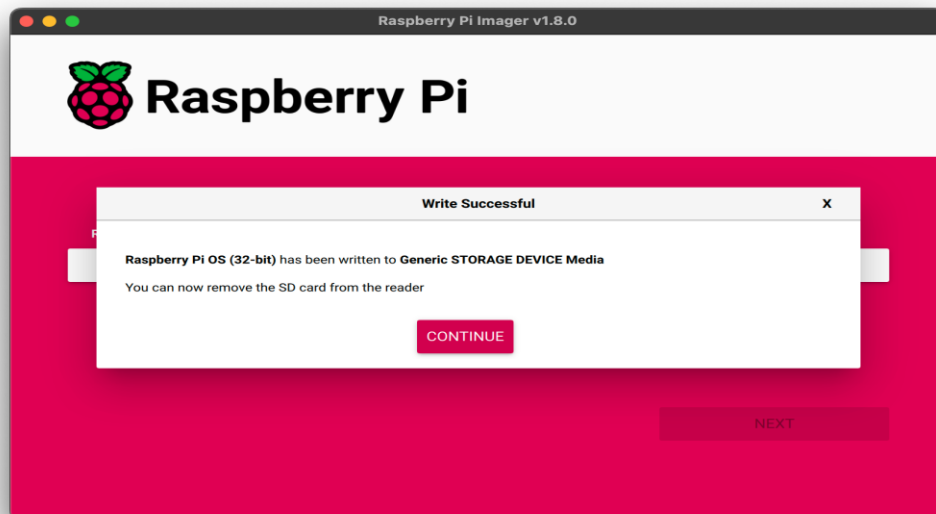 Raspberry Pi Imager v1.8.0
Raspberry Pi
Write Successful
X
Raspberry Pi OS (32-bit) has been written to Generic STORAGE DEVICE Media
You can now remove the SD card from the reader
CONTINUE
NEXT